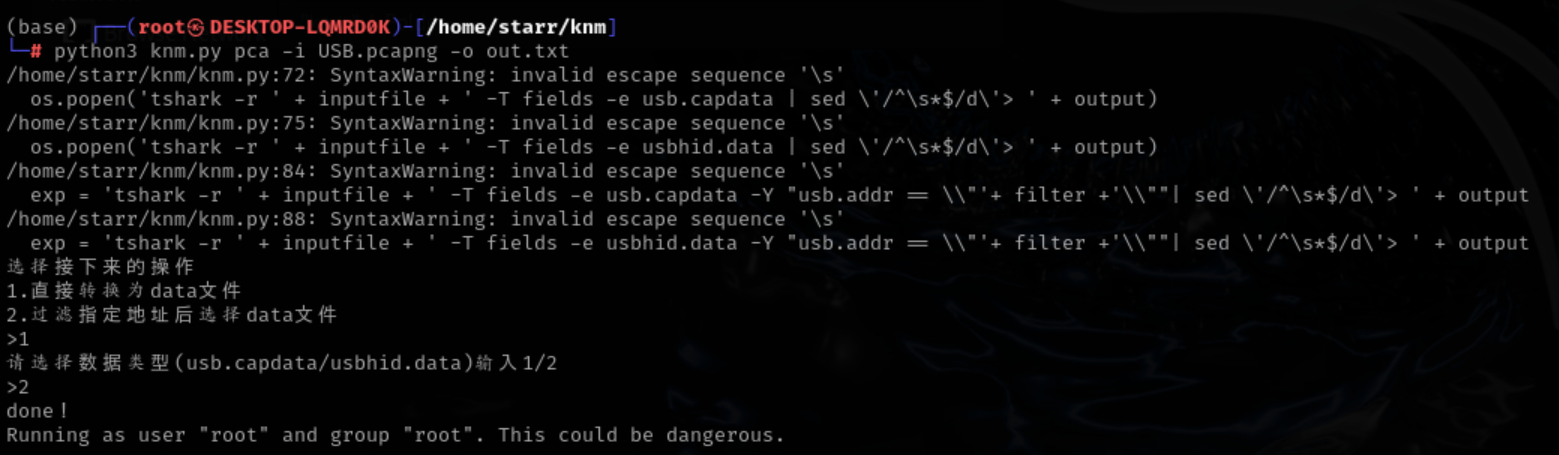 (base) ┌──(root㉿DESKTOP-LQMRD0K)-[/home/starr/knm]
└─# python3 knm.py pca -i USB.pcapng -o out.txt
/home/starr/knm/knm.py:72: SyntaxWarning: invalid escape sequence '\s'
  os.popen('tshark -r ' + inputfile + ' -T fields -e usb.capdata | sed \'/^\s*$/d\'> ' + output)
/home/starr/knm/knm.py:75: SyntaxWarning: invalid escape sequence '\s'
  os.popen('tshark -r ' + inputfile + ' -T fields -e usbhid.data | sed \'/^\s*$/d\'> ' + output)
/home/starr/knm/knm.py:84: SyntaxWarning: invalid escape sequence '\s'
  exp = 'tshark -r ' + inputfile + ' -T fields -e usb.capdata -Y "usb.addr == \\"'+ filter +'\\""| sed \'/^\s*$/d\'> ' + output
/home/starr/knm/knm.py:88: SyntaxWarning: invalid escape sequence '\s'
  exp = 'tshark -r ' + inputfile + ' -T fields -e usbhid.data -Y "usb.addr == \\"'+ filter +'\\""| sed \'/^\s*$/d\'> ' + output
选择接下来的操作
1.直接转换为data文件
2.过滤指定地址后选择data文件
>1
请选择数据类型(usb.capdata/usbhid.data)输入1/2
>2
done！
Running as user "root" and group "root". This could be dangerous.